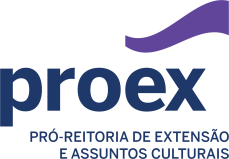 proex
PRÓ-REITORIA DE EXTENSÃO
E ASSUNTOS CULTURAIS